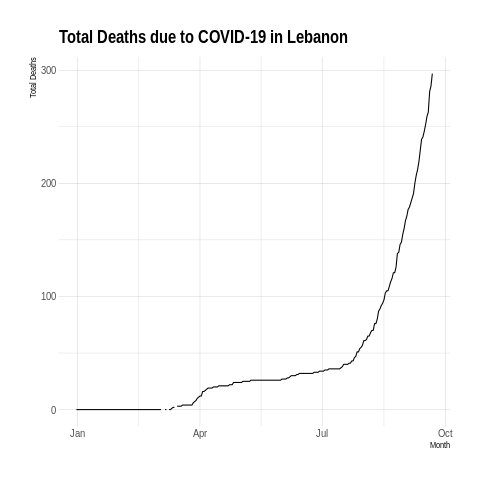 Total Deaths due to COVID-19 in Lebanon
Total Deaths
300
200
100
0
Jan Apr Jul Oct
Month